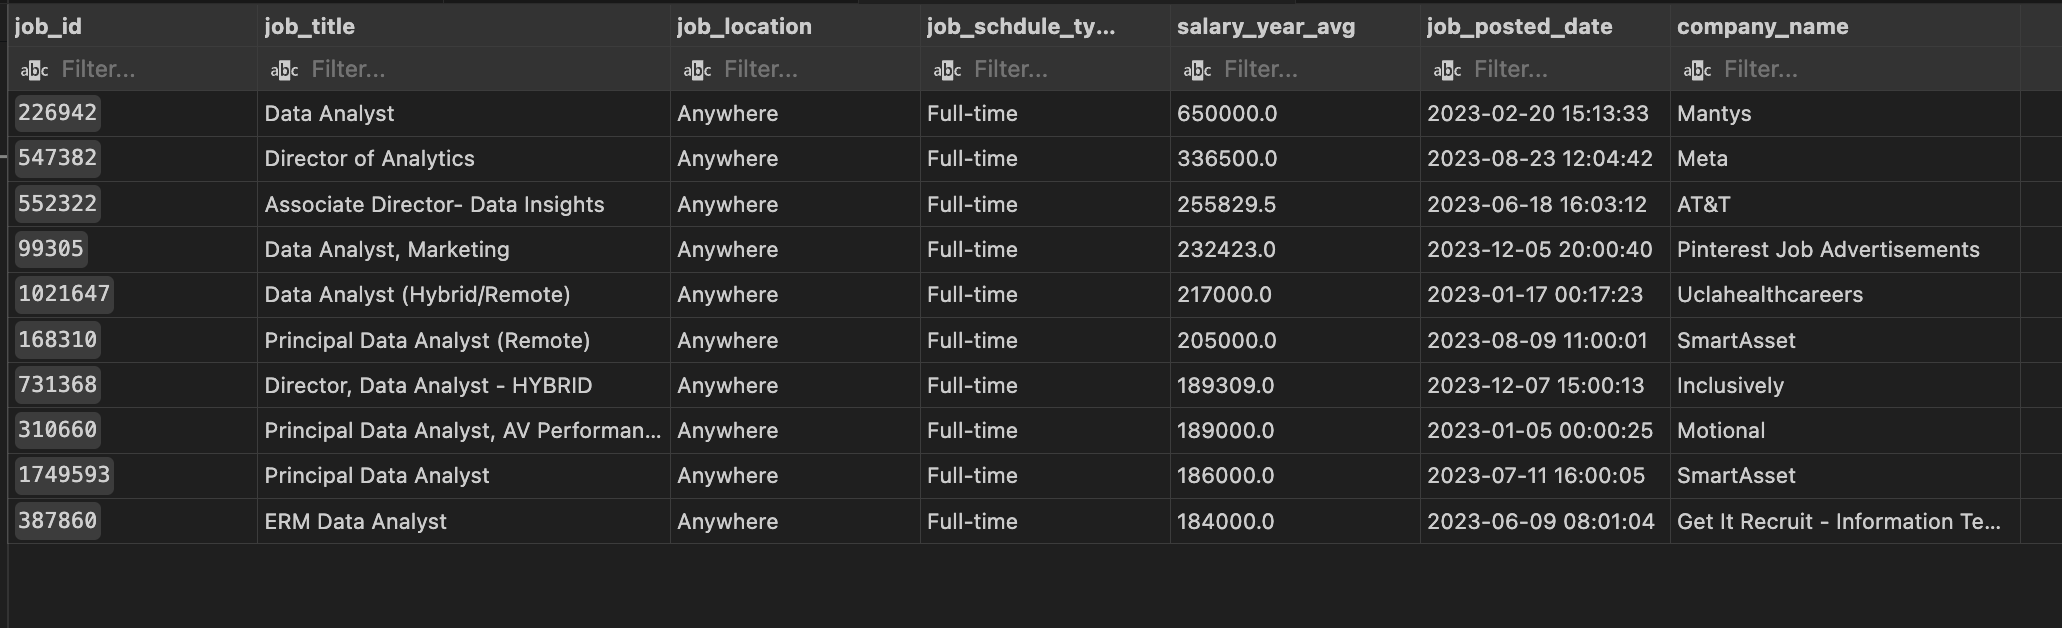 job_id job_title job_location job_schdule_ty... salary_year_avg job_posted_date company_name
abc Filter... abc Filter... abc Filter... abc Filter... abc Filter... abc Filter... abc Filter...
226942 Data Analyst Anywhere Full-time 650000.0 2023-02-20 15:13:33 Mantys
547382 Director of Analytics Anywhere Full-time 336500.0 2023-08-23 12:04:42 Meta
552322 Associate Director- Data Insights Anywhere Full-time 255829.5 2023-06-18 16:03:12 AT&T
99305 Data Analyst, Marketing Anywhere Full-time 232423.0 2023-12-05 20:00:40 Pinterest Job Advertisements
1021647 Data Analyst (Hybrid/Remote) Anywhere Full-time 217000.0 2023-01-17 00:17:23 Uclahealthcareers
168310 Principal Data Analyst (Remote) Anywhere Full-time 205000.0 2023-08-09 11:00:01 SmartAsset
731368 Director, Data Analyst - HYBRID Anywhere Full-time 189309.0 2023-12-07 15:00:13 Inclusively
310660 Principal Data Analyst, AV Performan... Anywhere Full-time 189000.0 2023-01-05 00:00:25 Motional
1749593 Principal Data Analyst Anywhere Full-time 186000.0 2023-07-11 16:00:05 SmartAsset
387860 ERM Data Analyst Anywhere Full-time 184000.0 2023-06-09 08:01:04 Get It Recruit - Information Te...